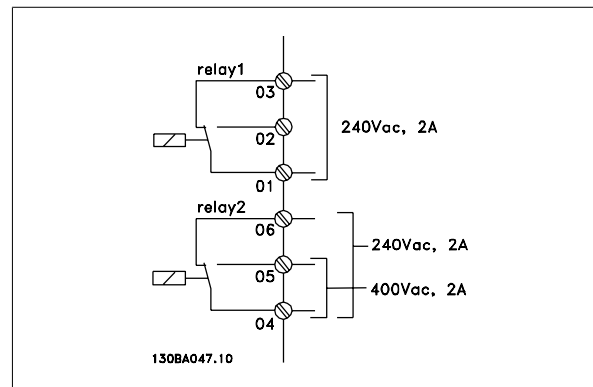 relay1
03
02
240Vac, 2A
01
relay2
06
240Vac, 2A
05
400Vac, 2A
04
130BA047.10